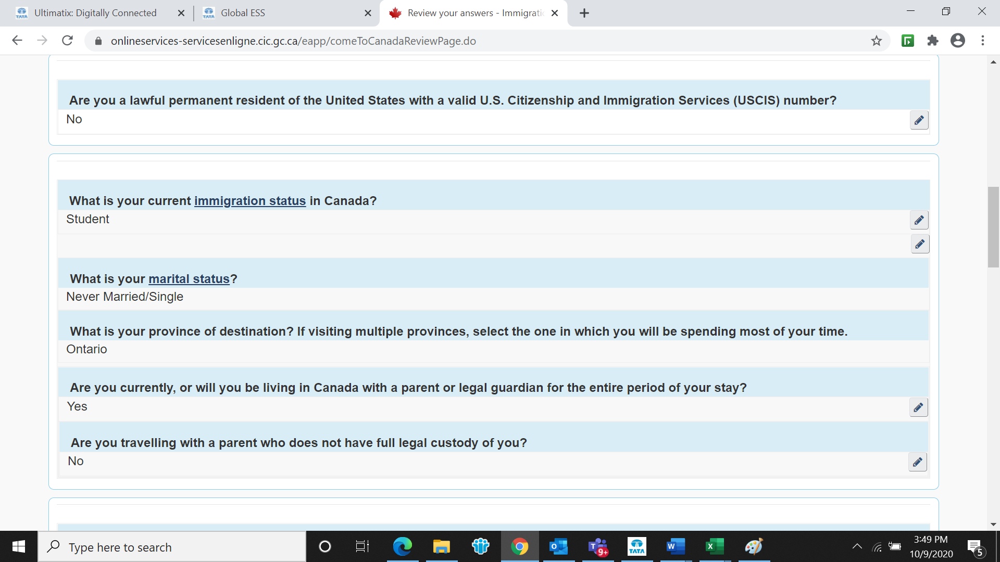 Ultimatix: Digitally Connected
Global ESS
Review your answers - Immigratio
onlineservices-servicesenligne.cic.gc.ca/eapp/comeToCanadaReviewPage.do
Are you a lawful permanent resident of the United States with a valid U.S. Citizenship and Immigration Services (USCIS) number?
No
What is your current immigration status in Canada?
Student
What is your marital status?
Never Married/Single
What is your province of destination? If visiting multiple provinces, select the one in which you will be spending most of your time.
Ontario
Are you currently, or will you be living in Canada with a parent or legal guardian for the entire period of your stay?
Yes
Are you travelling with a parent who does not have full legal custody of you?
No
Type here to search
9+
TATA
3:49 PM
10/9/2020
5